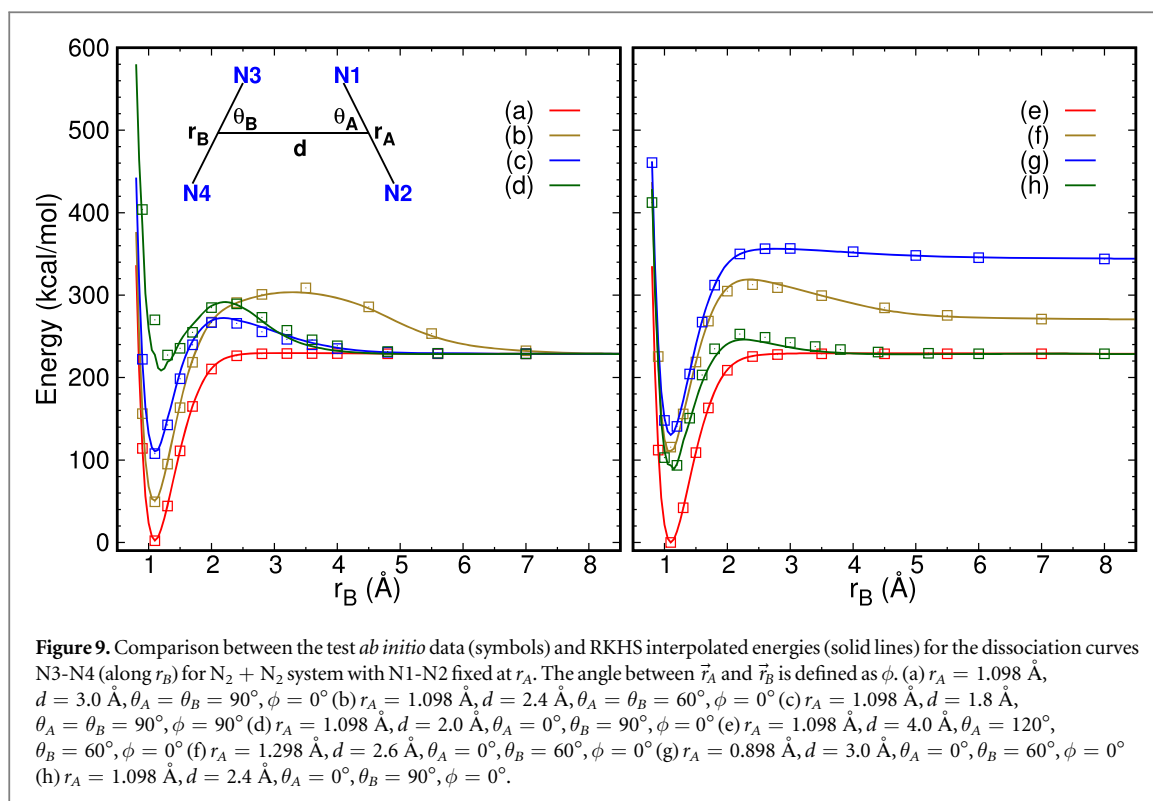 600
500
400
300
200
100
0
Energy (kcal/mol)
N3
N1
θB
θA
rB
rA
d
N4
N2
(a)
(b)
(c)
(d)
(e)
(f)
(g)
(h)
1 2 3 4 5 6 7 8
1 2 3 4 5 6 7 8
rB (Å)
rB (Å)
Figure 9. Comparison between the test ab initio data (symbols) and RKHS interpolated energies (solid lines) for the dissociation curves
N3-N4 (along rB) for N2 + N2 system with N1-N2 fixed at rA. The angle between r⃗A and r⃗B is defined as ϕ. (a) rA = 1.098 Å,
d = 3.0 Å, θA = θB = 90°, ϕ = 0° (b) rA = 1.098 Å, d = 2.4 Å, θA = θB = 60°, ϕ = 0° (c) rA = 1.098 Å, d = 1.8 Å,
θA = θB = 90°, ϕ = 90° (d) rA = 1.098 Å, d = 2.0 Å, θA = 0°, θB = 90°, ϕ = 0° (e) rA = 1.098 Å, d = 4.0 Å, θA = 120°,
θB = 60°, ϕ = 0° (f) rA = 1.298 Å, d = 2.6 Å, θA = 0°, θB = 60°, ϕ = 0° (g) rA = 0.898 Å, d = 3.0 Å, θA = 0°, θB = 60°, ϕ = 0°
(h) rA = 1.098 Å, d = 2.4 Å, θA = 0°, θB = 90°, ϕ = 0°.